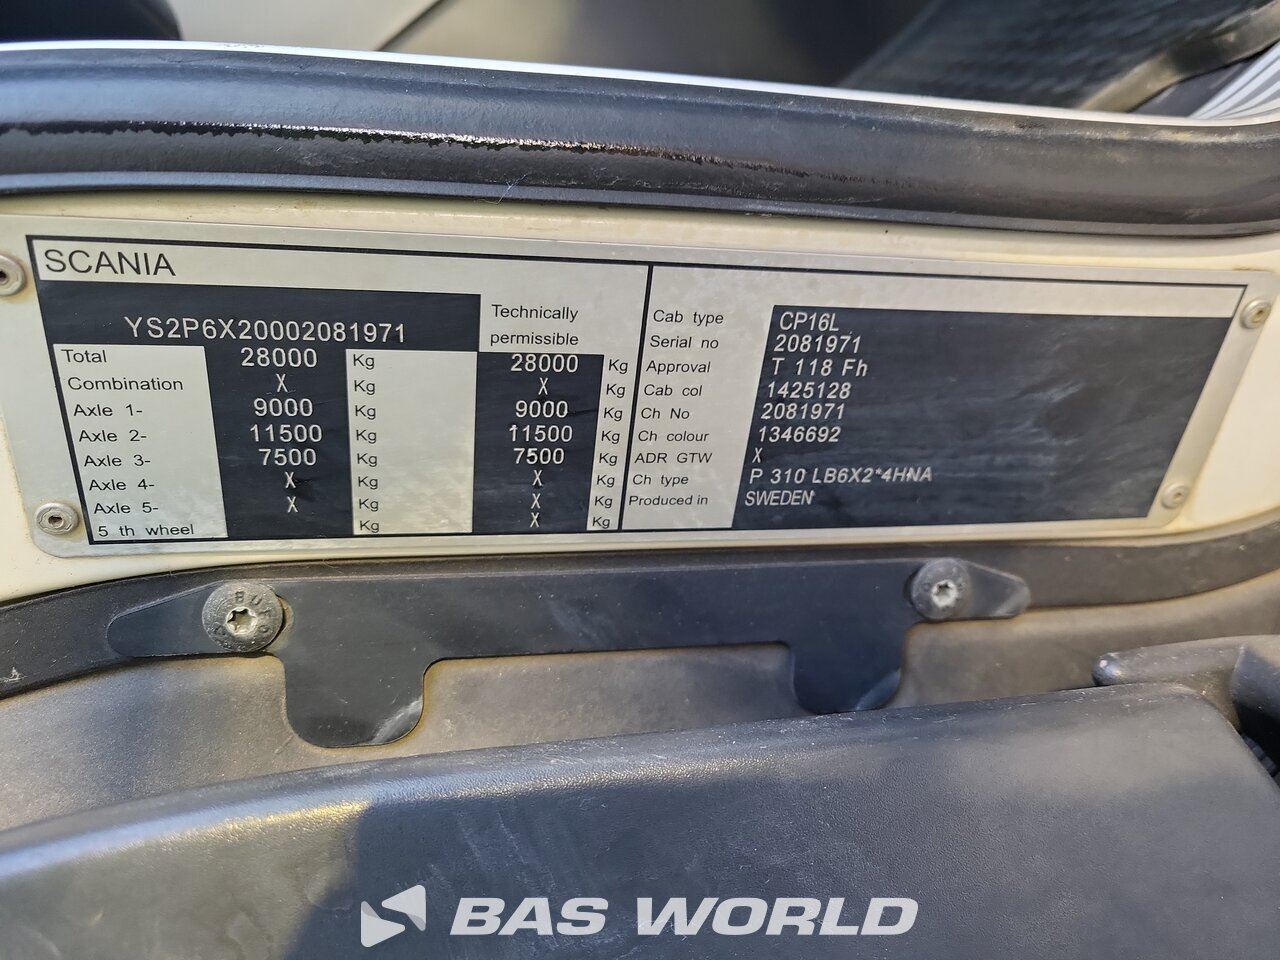 SCANIA
YS2P6X20002081971
Technically
permissible
Total 28000 Kg 28000 Kg
Combination X Kg X Kg
Axle 1- 9000 Kg 9000 Kg
Axle 2- 11500 Kg 11500 Kg
Axle 3- 7500 Kg 7500 Kg
Axle 4- X Kg X Kg
Axle 5- X Kg X Kg
5 th wheel Kg X Kg
Cab type CP16L
Serial no 2081971
Approval T 118 Fh
Cab col 1425128
Ch No 2081971
Ch colour 1346692
ADR GTW X
Ch type P 310 LB6X2*4HNA
Produced in SWEDEN
BAS WORLD